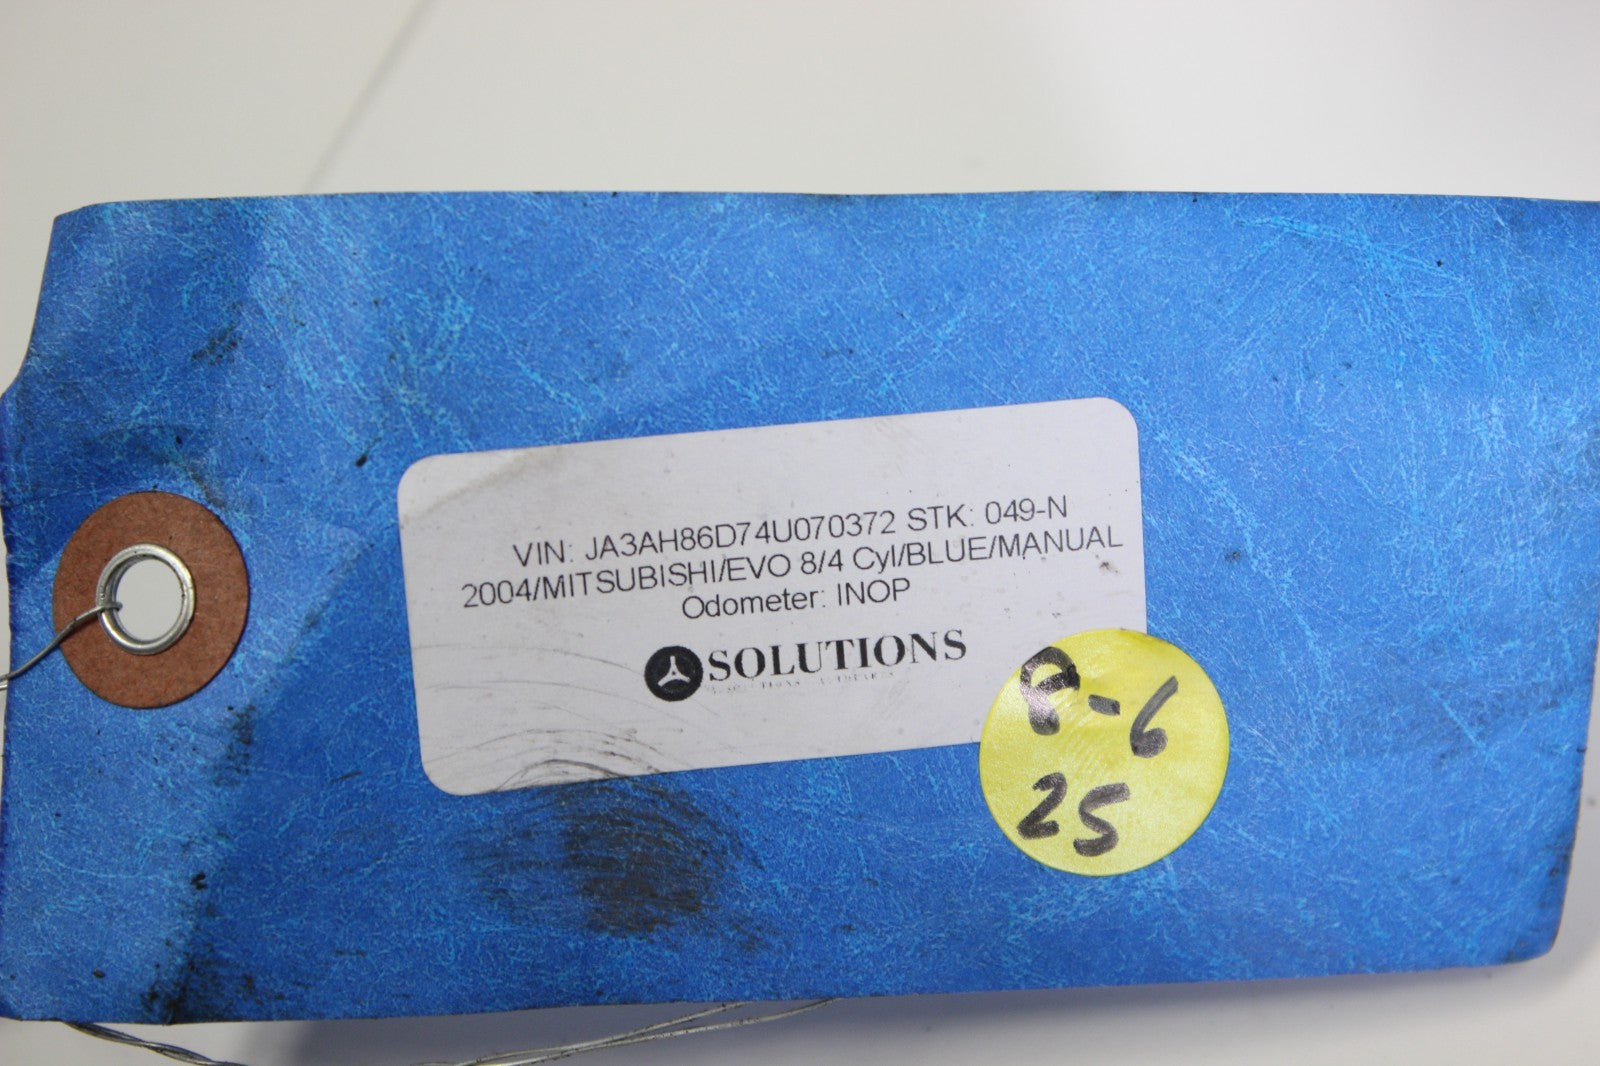 VIN: JA3AH86D74U070372 STK: 049-N
2004/MITSUBISHI/EVO 8/4 Cyl/BLUE/MANUAL
Odometer: INOP
SOLUTIONS
P-6
25